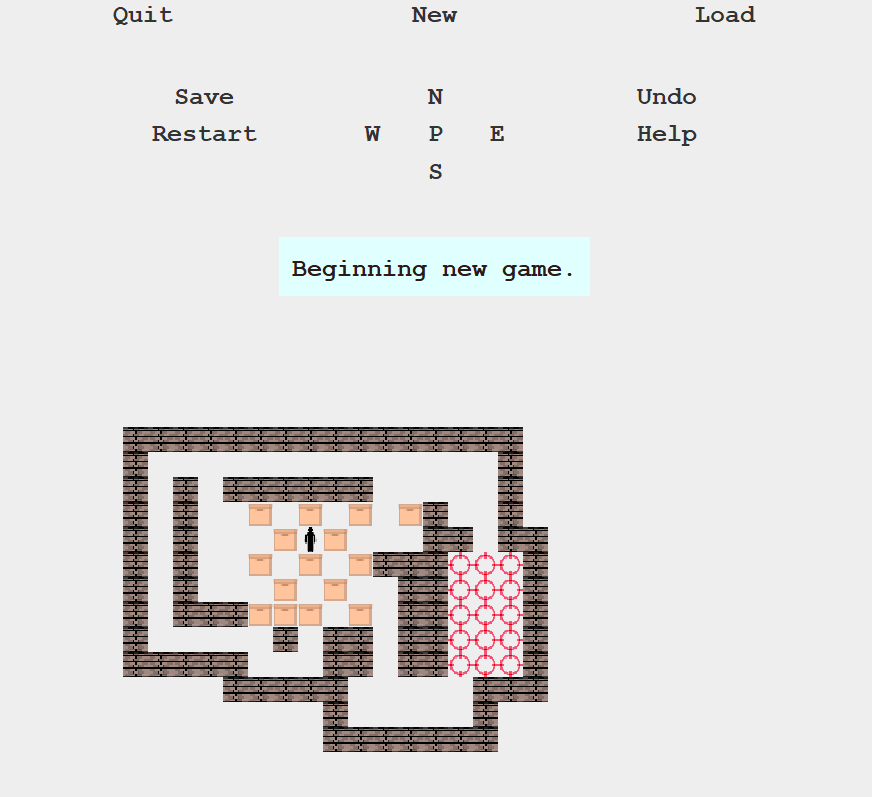 Quit New Load
Save N Undo
Restart W P E Help
S
Beginning new game.